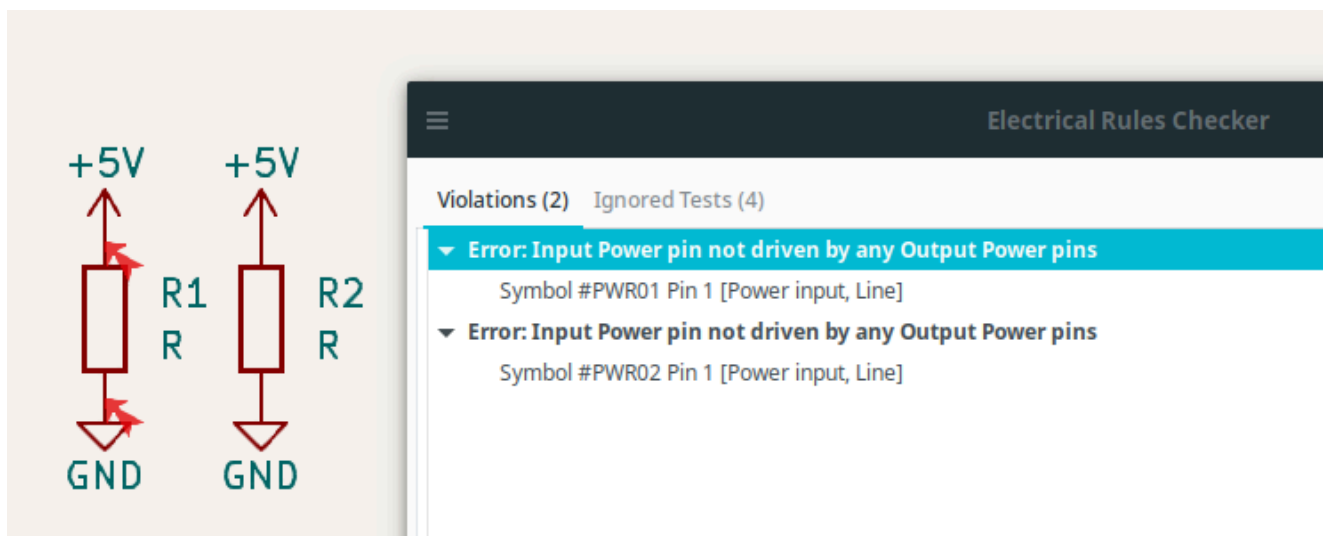 Electrical Rules Checker
+5V +5V
Violations (2) Ignored Tests (4)
Error: Input Power pin not driven by any Output Power pins
Symbol #PWR01 Pin 1 [Power input, Line]
R1 R2
Error: Input Power pin not driven by any Output Power pins
R R
Symbol #PWR02 Pin 1 [Power input, Line]
GND GND